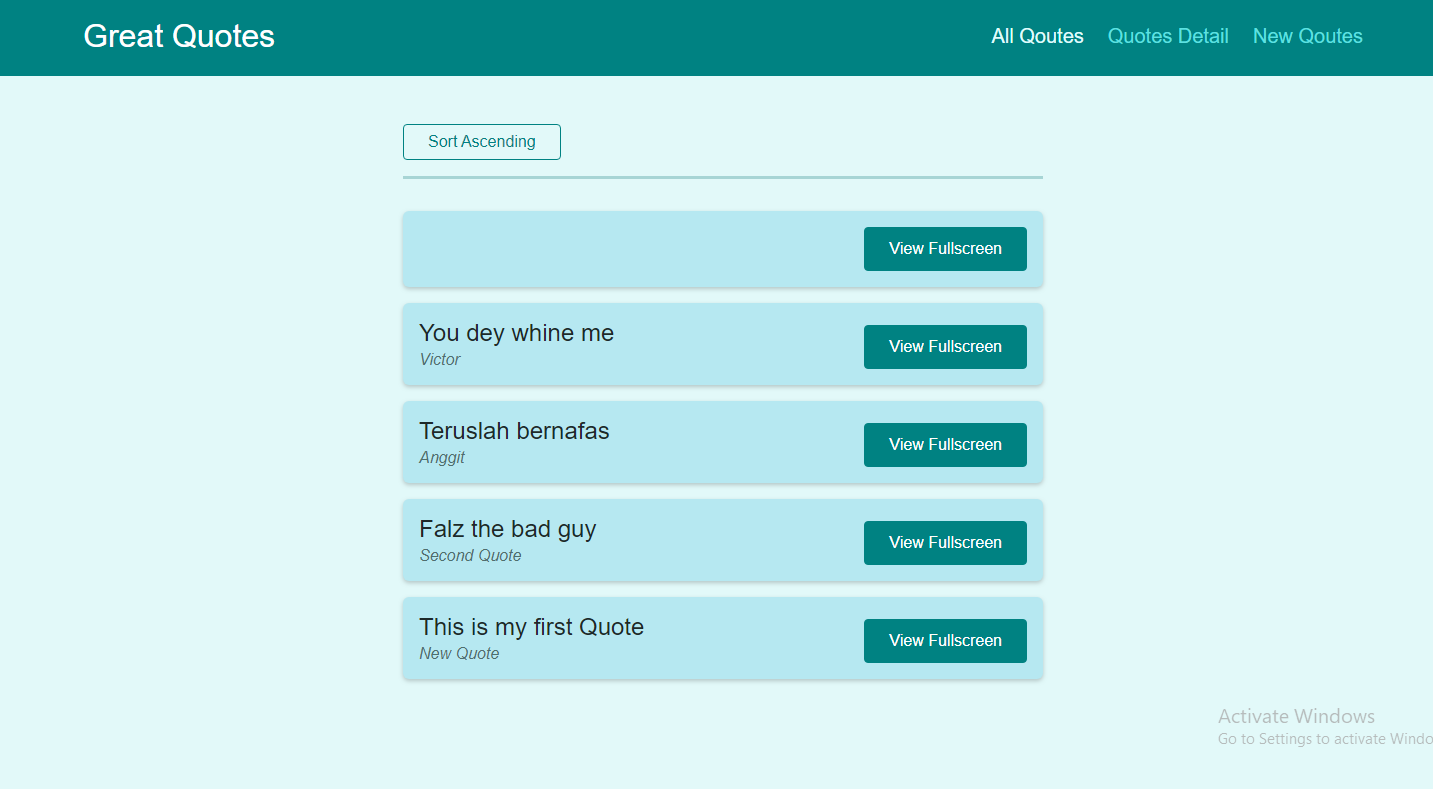 Great Quotes
All Qoutes
Quotes Detail
New Qoutes
Sort Ascending
View Fullscreen
You dey whine me
Victor
View Fullscreen
Teruslah bernafas
Anggit
View Fullscreen
Falz the bad guy
Second Quote
View Fullscreen
This is my first Quote
New Quote
View Fullscreen
Activate Windows
Go to Settings to activate Windo